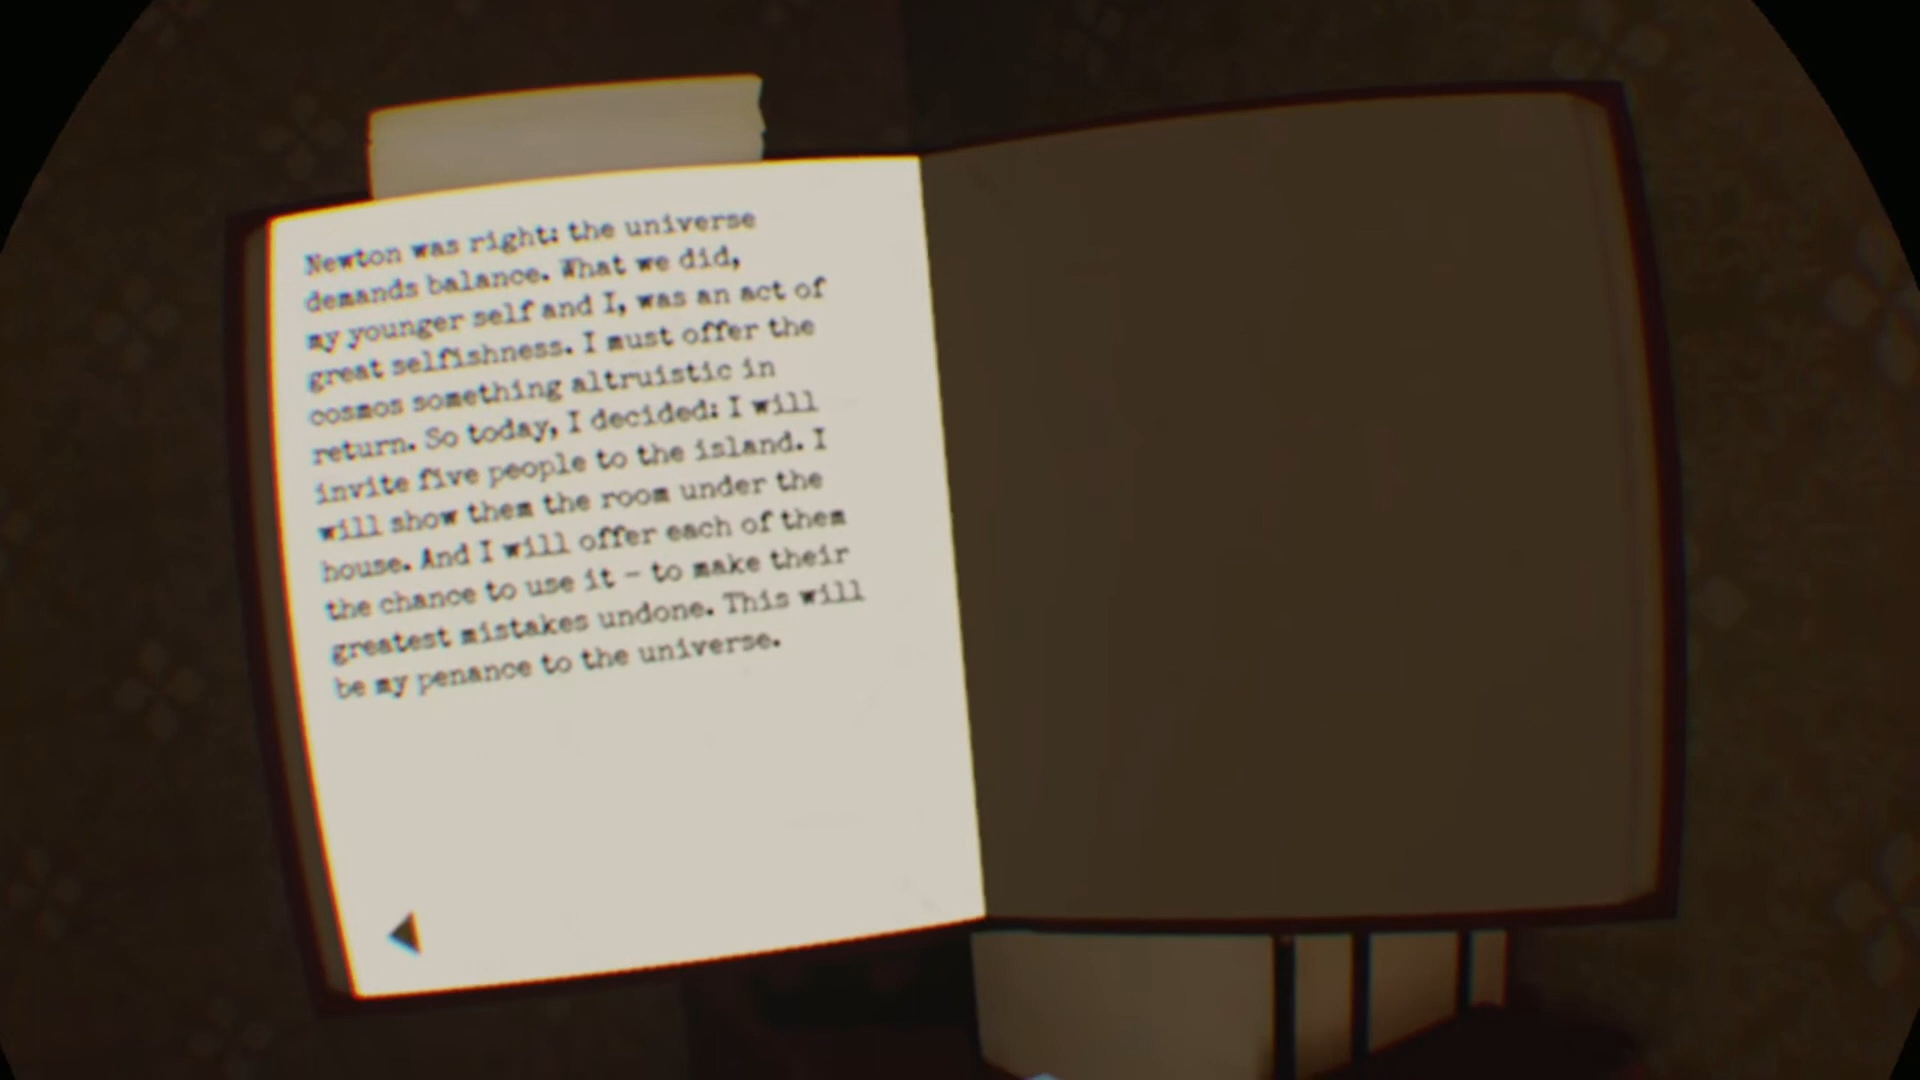 Newton was right: the universe
demands balance. What we did,
my younger self and I, was an act of
great selfishness. I must offer the
cosmos something altruistic in
return. So today, I decided: I will
invite five people to the island. I
will show them the room under the
house. And I will offer each of them
the chance to use it – to make their
greatest mistakes undone. This will
be my penance to the universe.